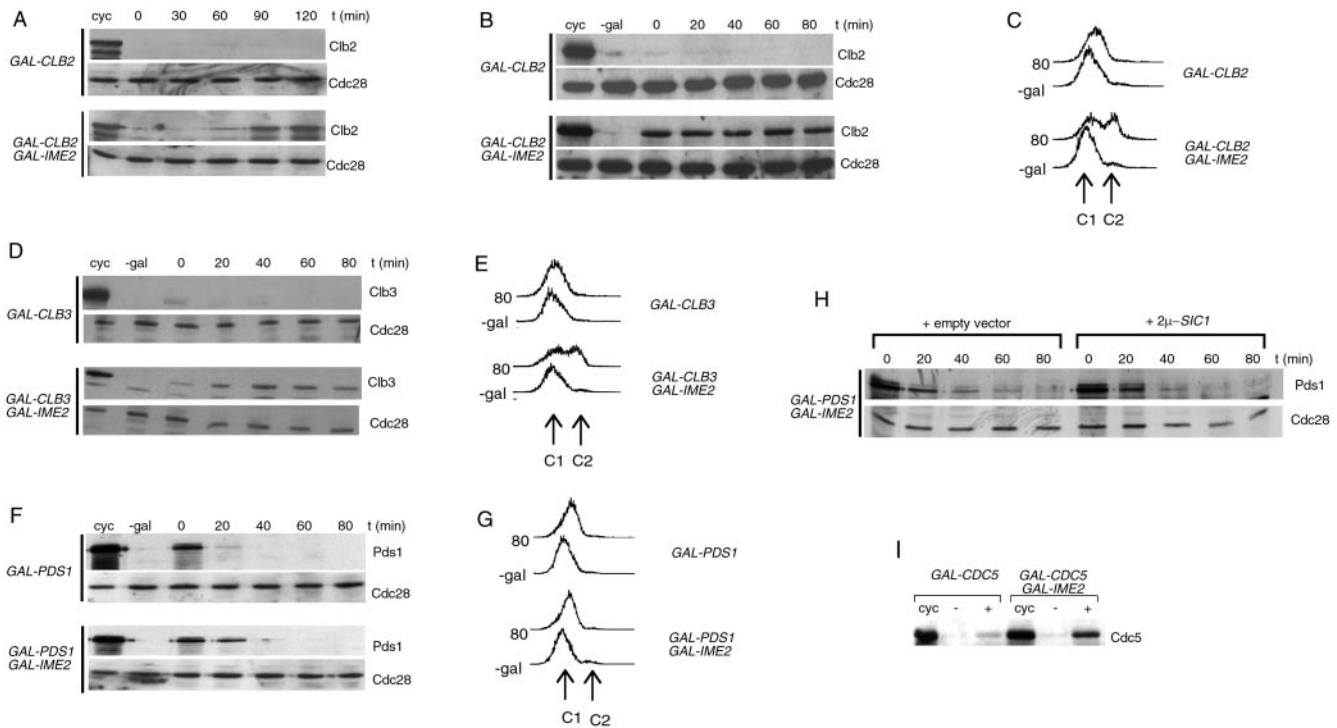 A
cyc 0 30 60 90 120 t (min)
GAL-CLB2
Clb2
Cdc28
GAL-CLB2
GAL-IME2
Clb2
Cdc28
B
cyc -gal 0 20 40 60 80 t (min)
GAL-CLB2
Clb2
Cdc28
GAL-CLB2
GAL-IME2
Clb2
Cdc28
C
80
GAL-CLB2
-gal
80
GAL-CLB2
GAL-IME2
-gal
C1 C2
D
cyc -gal 0 20 40 60 80 t (min)
GAL-CLB3
Clb3
Cdc28
GAL-CLB3
GAL-IME2
Clb3
Cdc28
E
80
GAL-CLB3
-gal
80
GAL-CLB3
GAL-IME2
-gal
C1 C2
F
cyc -gal 0 20 40 60 80 t (min)
GAL-PDS1
Pds1
Cdc28
GAL-PDS1
GAL-IME2
Pds1
Cdc28
G
80
GAL-PDS1
-gal
80
GAL-PDS1
GAL-IME2
-gal
C1 C2
H
+ empty vector + 2μ-SIC1
0 20 40 60 80 0 20 40 60 80 t (min)
GAL-PDS1
GAL-IME2
Pds1
Cdc28
I
GAL-CDC5 GAL-CDC5
GAL-IME2
cyc - + cyc - +
Cdc5